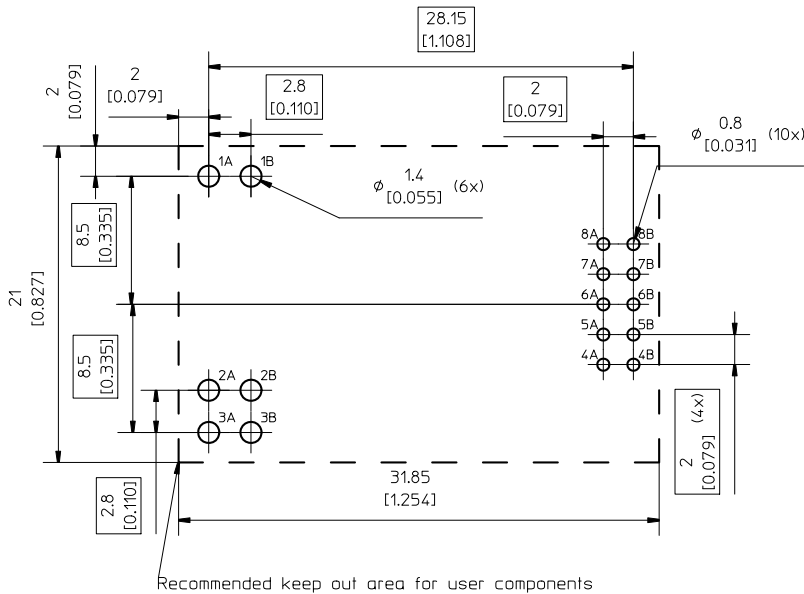 28.15
[1.108]
2
[0.079]
2
[0.079]
2.8
[0.110]
2
[0.079]
⌀ 0.8 (10x)
[0.031]
1A
1B
⌀ 1.4 (6x)
[0.055]
8.5
[0.335]
8A
8B
7A
7B
6A
6B
21
[0.827]
5A
5B
8.5
[0.335]
4A
4B
2A
2B
3A
3B
2 (4x)
[0.079]
2.8
[0.110]
31.85
[1.254]
Recommended keep out area for user components